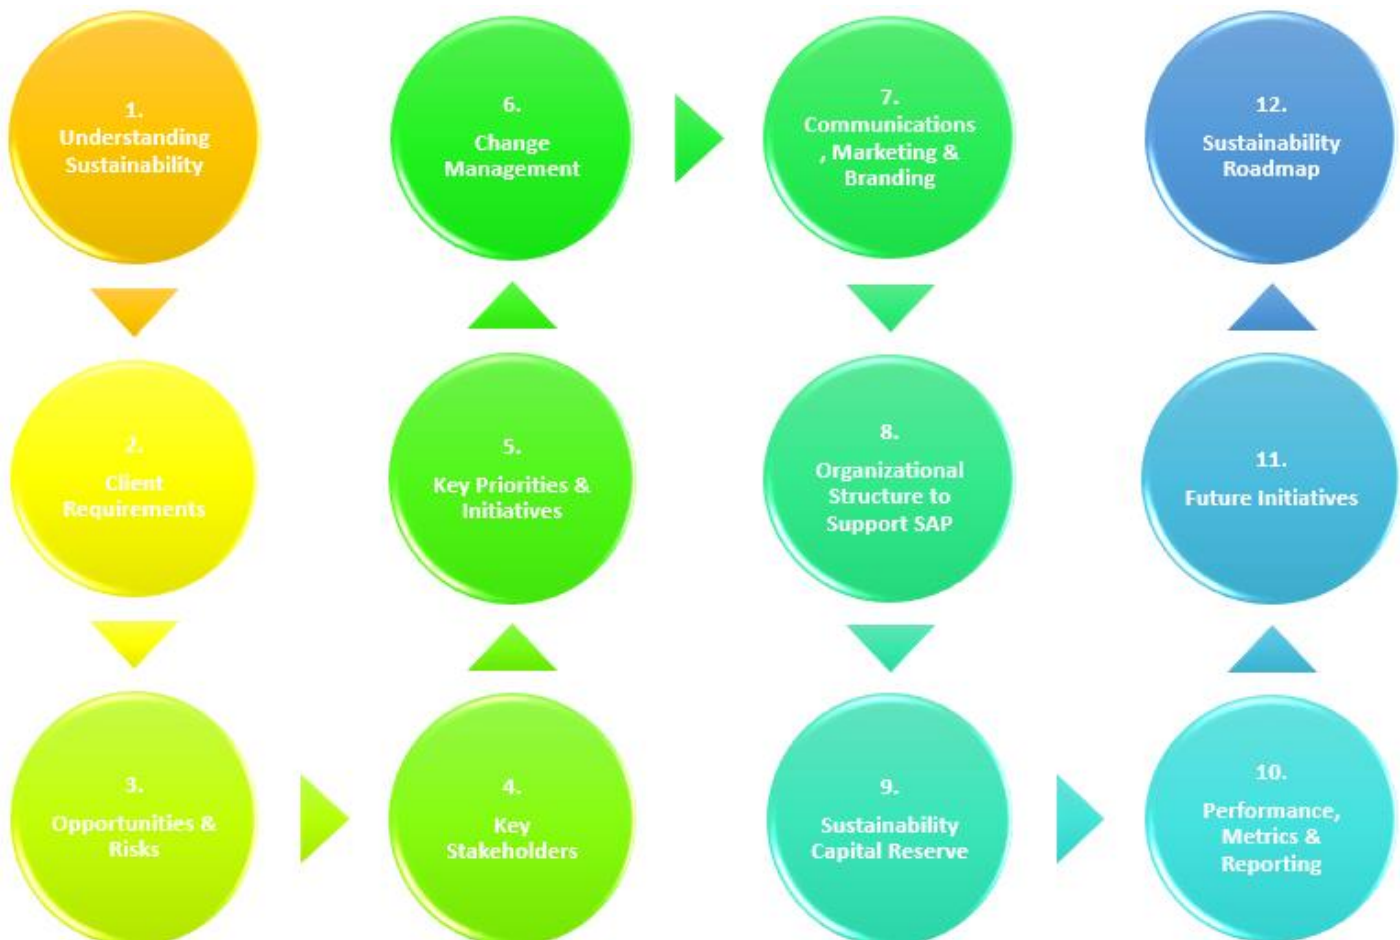 1.
Understanding
Sustainability
2.
Client
Requirements
3.
Opportunities &
Risks
4.
Key
Stakeholders
5.
Key Priorities &
Initiatives
6.
Change
Management
7.
Communications
, Marketing &
Branding
8.
Organizational
Structure to
Support SAP
9.
Sustainability
Capital Reserve
10.
Performance,
Metrics &
Reporting
11.
Future Initiatives
12.
Sustainability
Roadmap